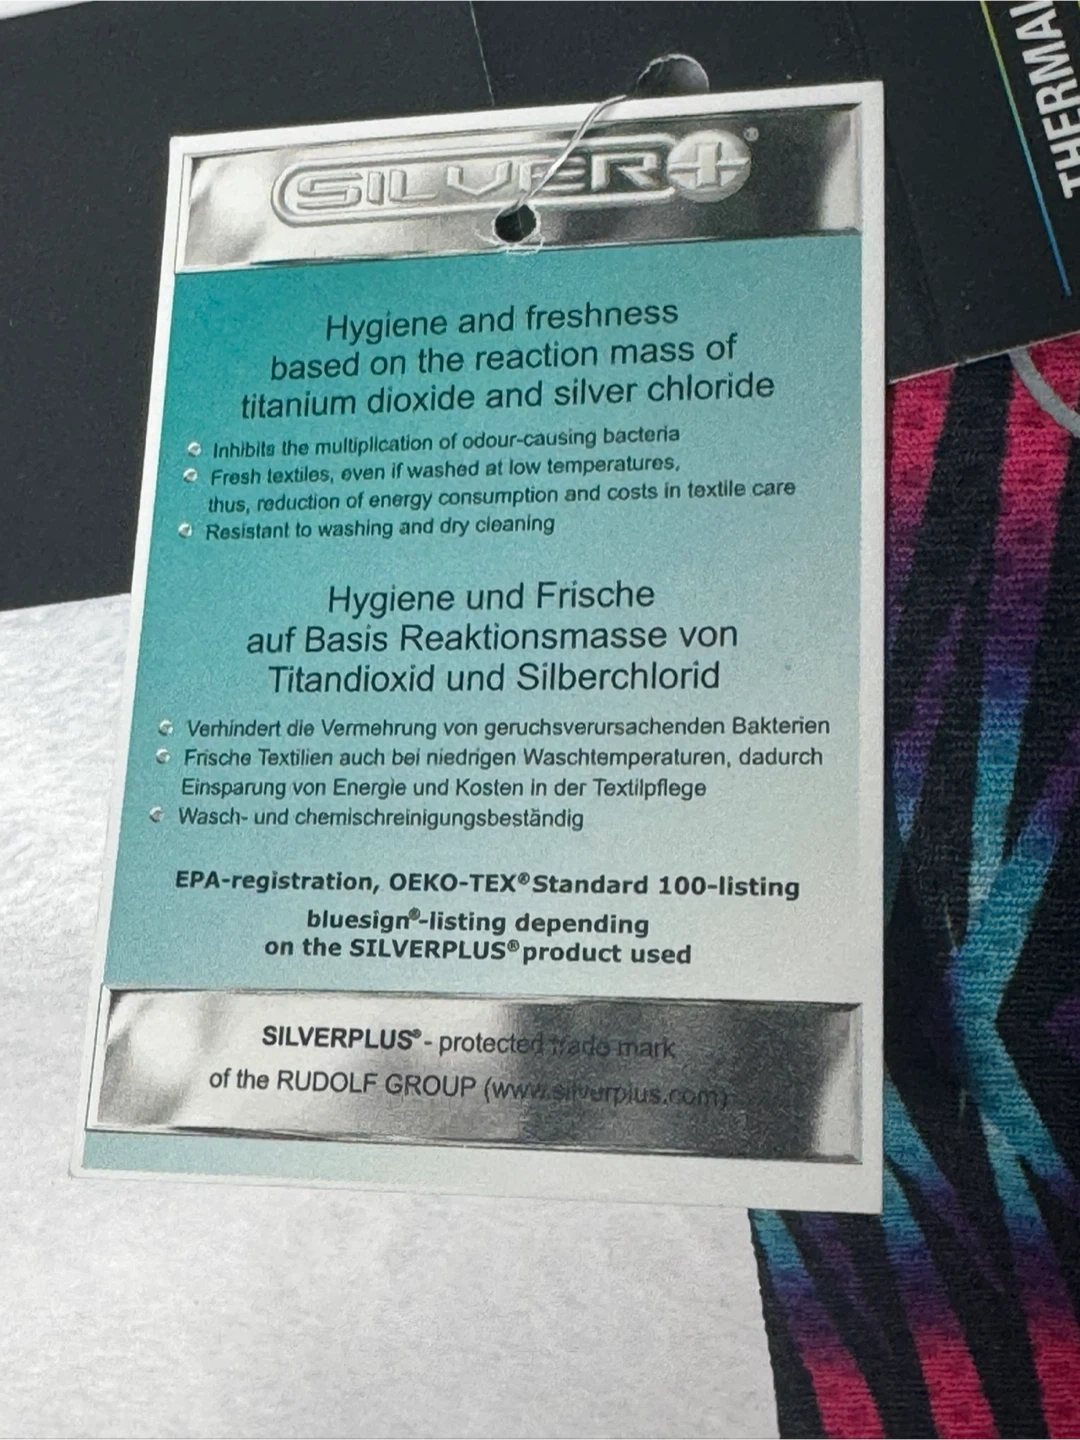 THERMAL
SILVER+®
Hygiene and freshness
based on the reaction mass of
titanium dioxide and silver chloride
Inhibits the multiplication of odour-causing bacteria
Fresh textiles, even if washed at low temperatures,
thus, reduction of energy consumption and costs in textile care
Resistant to washing and dry cleaning
Hygiene und Frische
auf Basis Reaktionsmasse von
Titandioxid und Silberchlorid
Verhindert die Vermehrung von geruchsverursachenden Bakterien
Frische Textilien auch bei niedrigen Waschtemperaturen, dadurch
Einsparung von Energie und Kosten in der Textilpflege
Wasch- und chemischreinigungsbeständig
EPA-registration, OEKO-TEX® Standard 100-listing
bluesign®-listing depending
on the SILVERPLUS® product used
SILVERPLUS® - protected trade mark
of the RUDOLF GROUP (www.silverplus.com)